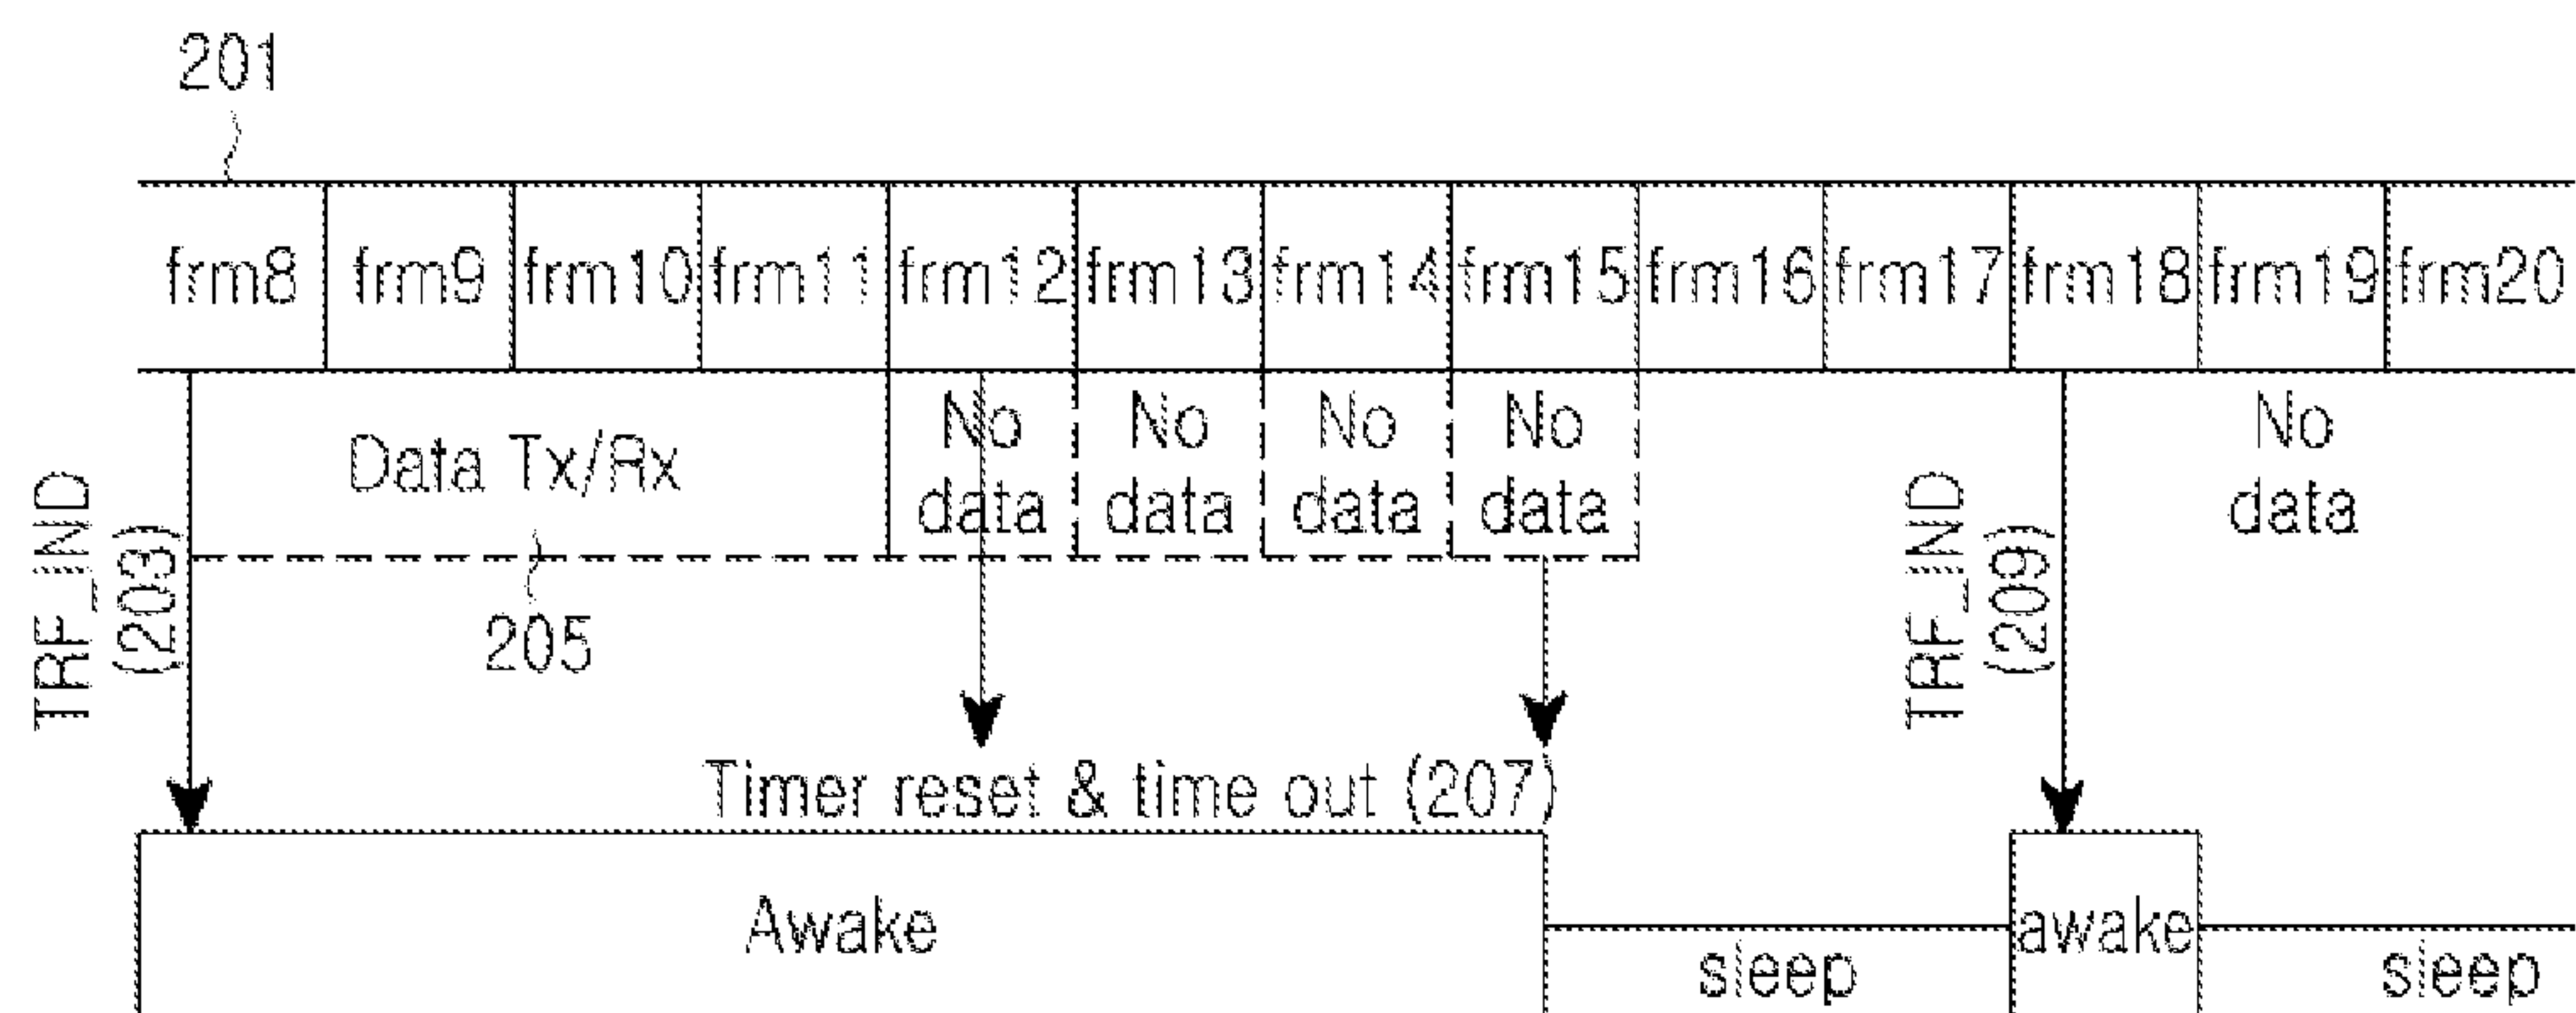 201
frm8 frm9 frm10 frm11 frm12 frm13 frm14 frm15 frm16 frm17 frm18 frm19 frm20
TRF_IND
(203)
Data Tx/Rx
205
No
data
No
data
No
data
No
data
TRF_IND
(209)
No
data
Timer reset & time out (207)
Awake
sleep
awake
sleep